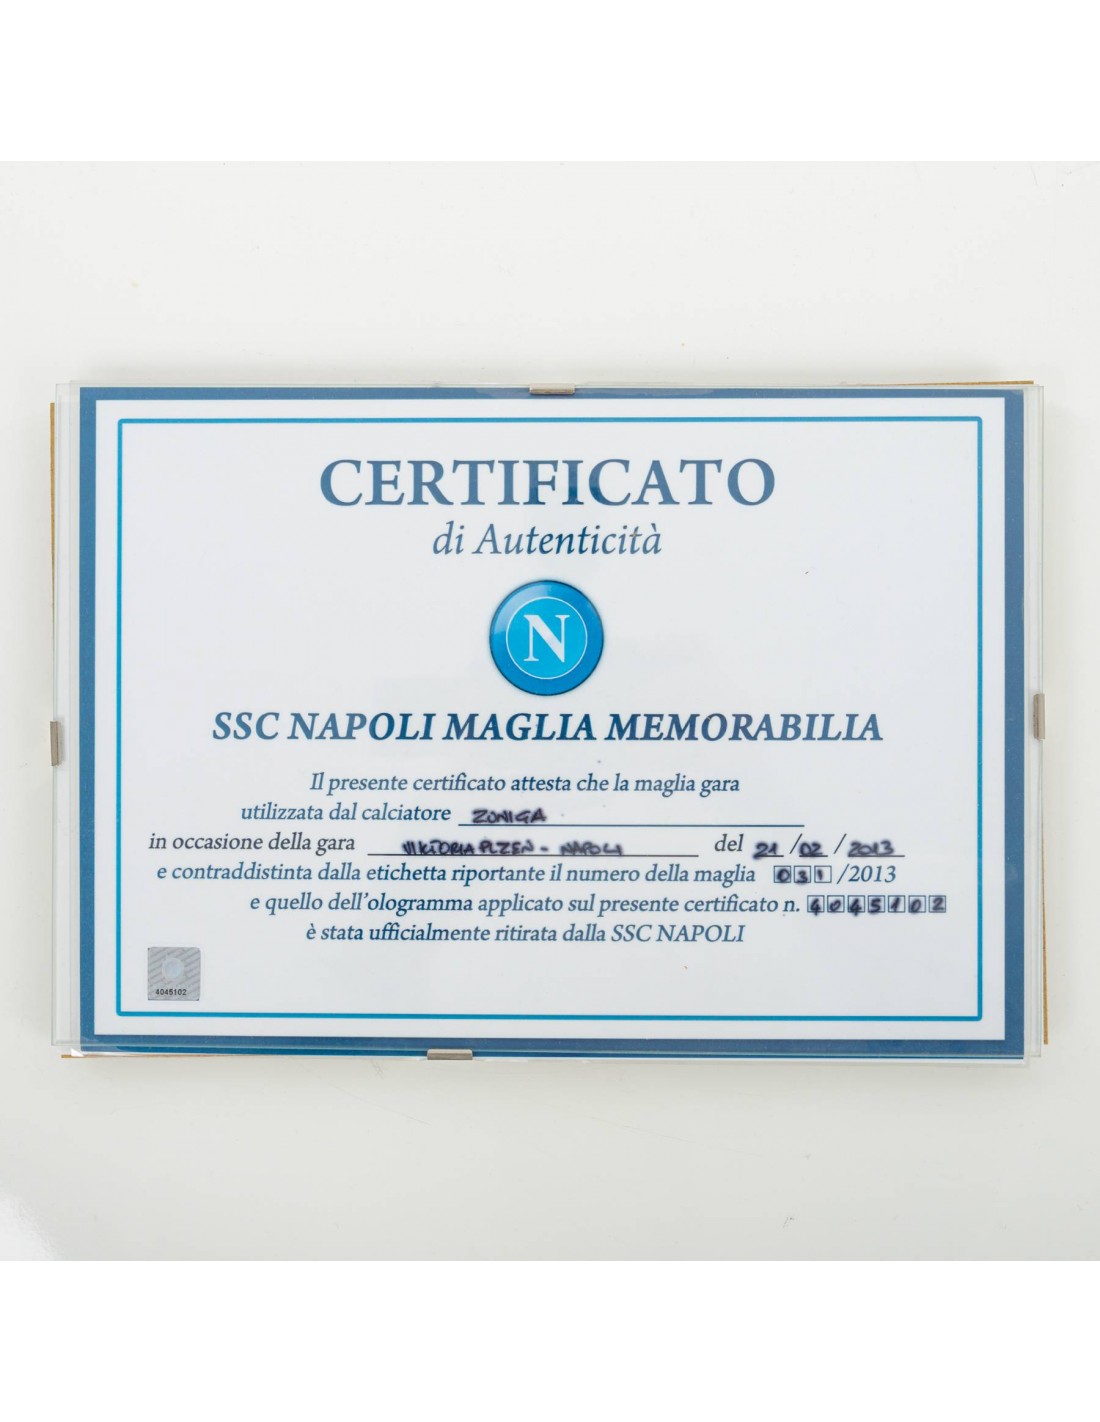 CERTIFICATO
di Autenticità
N
SSC NAPOLI MAGLIA MEMORABILIA
Il presente certificato attesta che la maglia gara
utilizzata dal calciatore ZUNIGA
in occasione della gara VIKTORIA PLZEN - NAPOLI del 21 / 02 / 2013
e contraddistinta dalla etichetta riportante il numero della maglia 031 /2013
e quello dell'ologramma applicato sul presente certificato n. 4045102
è stata ufficialmente ritirata dalla SSC NAPOLI
4045102